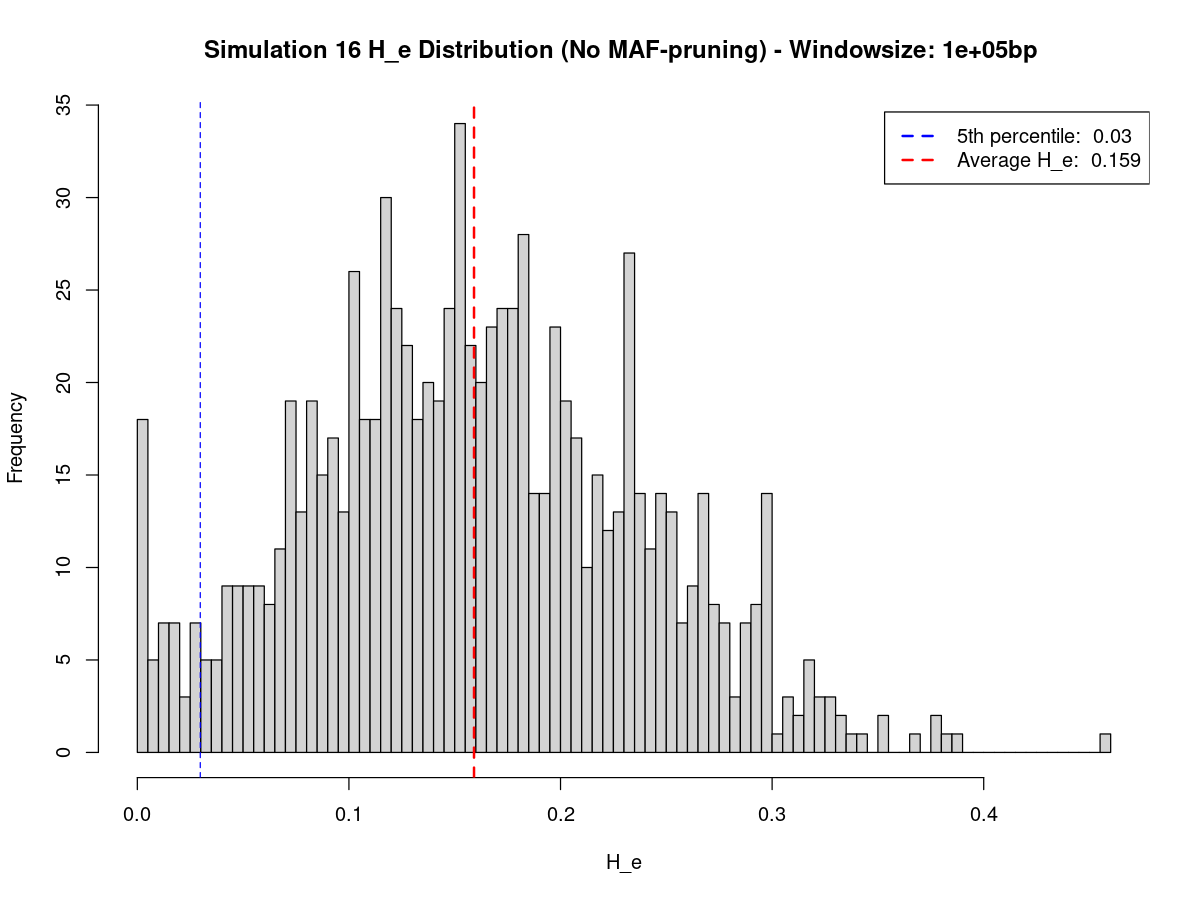 Simulation 16 H_e Distribution (No MAF-pruning) - Windowsize: 1e+05bp
5th percentile:  0.03
Average H_e:  0.159
Frequency
35
30
25
20
15
10
5
0
0.0 0.1 0.2 0.3 0.4
H_e